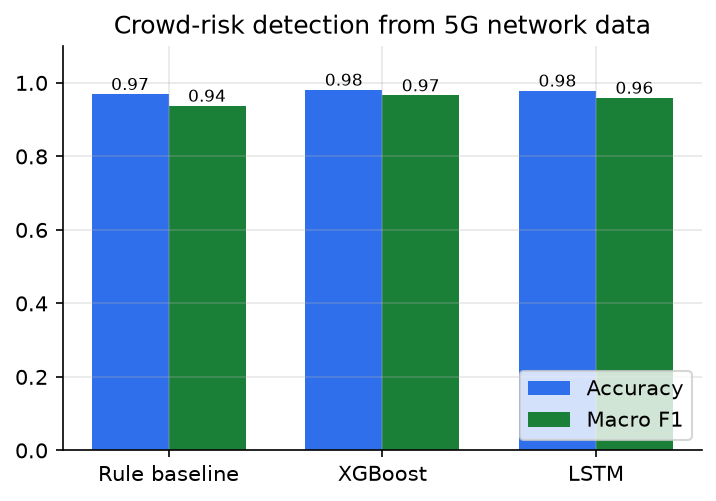 Crowd-risk detection from 5G network data
1.0
0.8
0.6
0.4
0.2
0.0
0.97
0.94
0.98
0.97
0.98
0.96
Accuracy
Macro F1
Rule baseline
XGBoost
LSTM